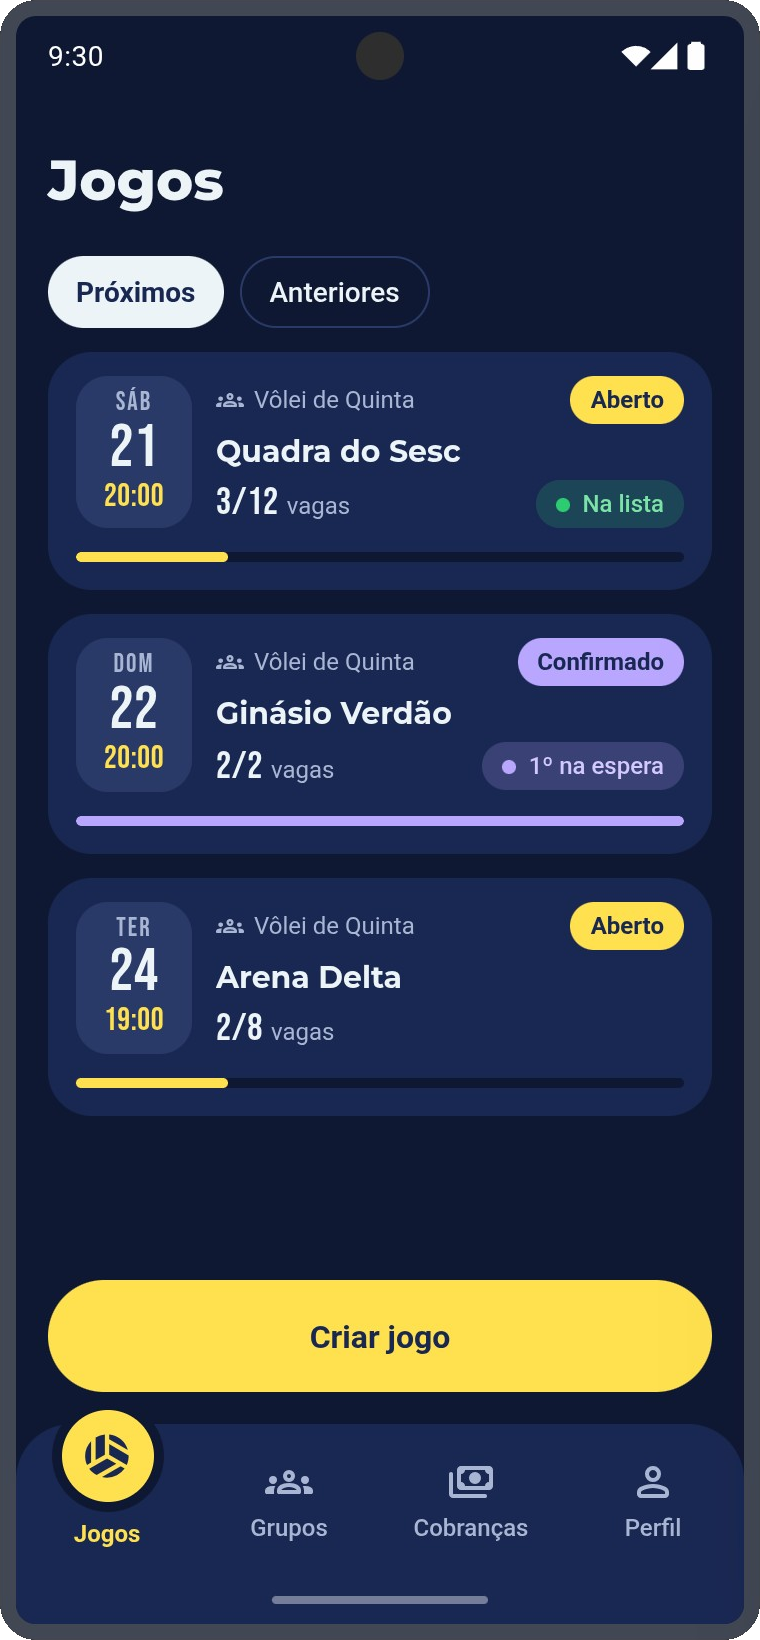 9:30
Jogos
Próximos
Anteriores
SÁB
21
20:00
Vôlei de Quinta
Aberto
Quadra do Sesc
3/12 vagas
Na lista
DOM
22
20:00
Vôlei de Quinta
Confirmado
Ginásio Verdão
2/2 vagas
1º na espera
TER
24
19:00
Vôlei de Quinta
Aberto
Arena Delta
2/8 vagas
Criar jogo
Jogos
Grupos
Cobranças
Perfil